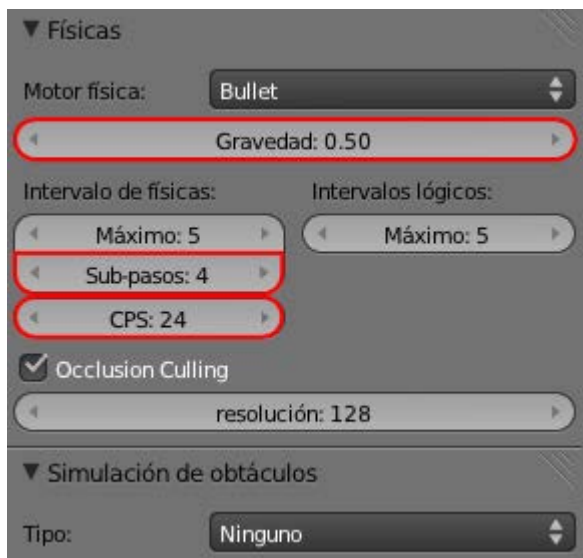 Físicas
Motor física: Bullet
Gravedad: 0.50
Intervalo de físicas: Intervalos lógicos:
Máximo: 5 Máximo: 5
Sub-pasos: 4
CPS: 24
Occlusion Culling
resolución: 128
Simulación de obtáculos
Tipo: Ninguno